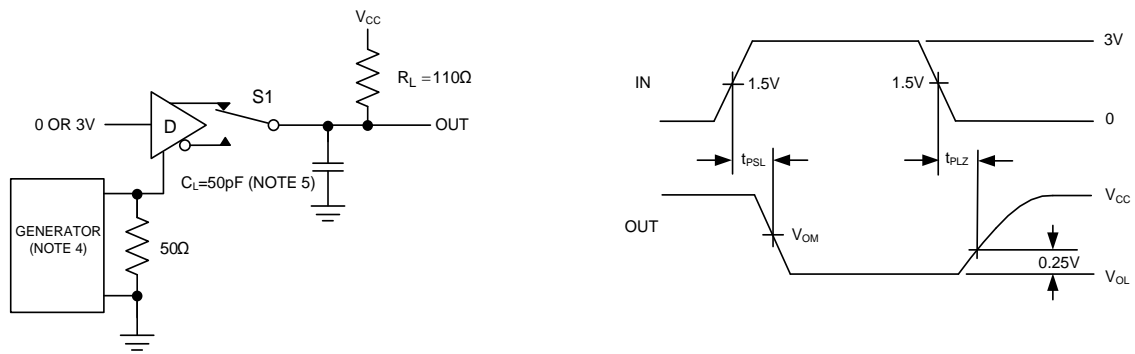 VCC
RL =110Ω
S1
0 OR 3V
D
OUT
CL=50pF (NOTE 5)
GENERATOR
(NOTE 4)
50Ω
3V
IN
1.5V
1.5V
0
tPSL
tPLZ
VCC
OUT
VOM
0.25V
VOL